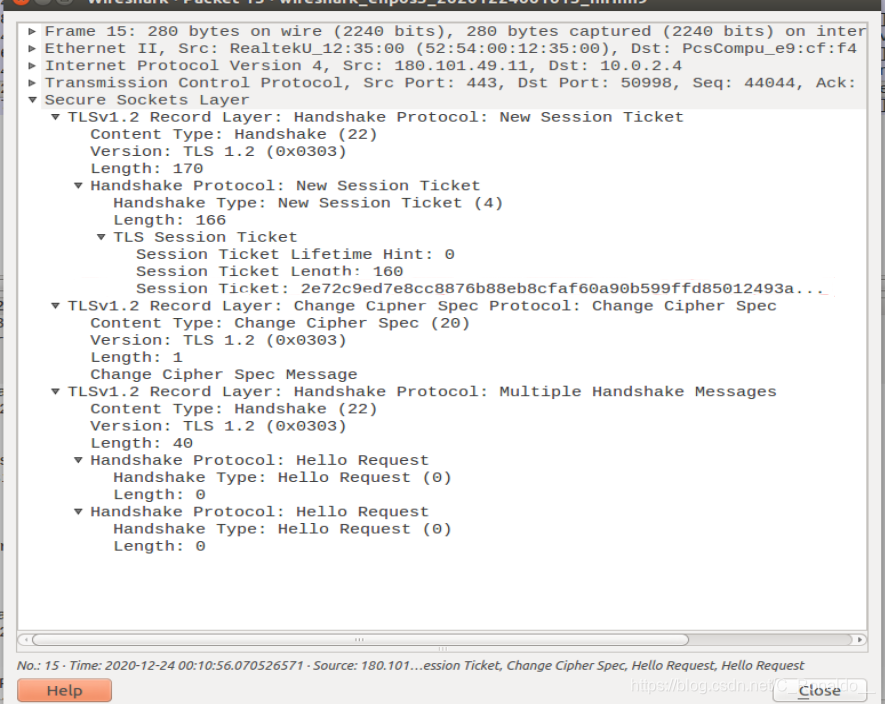 Frame 15: 280 bytes on wire (2240 bits), 280 bytes captured (2240 bits) on inter
Ethernet II, Src: RealtekU_12:35:00 (52:54:00:12:35:00), Dst: PcsCompu_e9:cf:f4
Internet Protocol Version 4, Src: 180.101.49.11, Dst: 10.0.2.4
Transmission Control Protocol, Src Port: 443, Dst Port: 50998, Seq: 44044, Ack:
Secure Sockets Layer
TLSv1.2 Record Layer: Handshake Protocol: New Session Ticket
Content Type: Handshake (22)
Version: TLS 1.2 (0x0303)
Length: 170
Handshake Protocol: New Session Ticket
Handshake Type: New Session Ticket (4)
Length: 166
TLS Session Ticket
Session Ticket Lifetime Hint: 0
Session Ticket Length: 160
Session Ticket: 2e72c9ed7e8cc8876b88eb8cfaf60a90b599ffd85012493a...
TLSv1.2 Record Layer: Change Cipher Spec Protocol: Change Cipher Spec
Content Type: Change Cipher Spec (20)
Version: TLS 1.2 (0x0303)
Length: 1
Change Cipher Spec Message
TLSv1.2 Record Layer: Handshake Protocol: Multiple Handshake Messages
Content Type: Handshake (22)
Version: TLS 1.2 (0x0303)
Length: 40
Handshake Protocol: Hello Request
Handshake Type: Hello Request (0)
Length: 0
Handshake Protocol: Hello Request
Handshake Type: Hello Request (0)
Length: 0
No.: 15 · Time: 2020-12-24 00:10:56.070526571 · Source: 180.101...ession Ticket, Change Cipher Spec, Hello Request, Hello Request
Help
Close